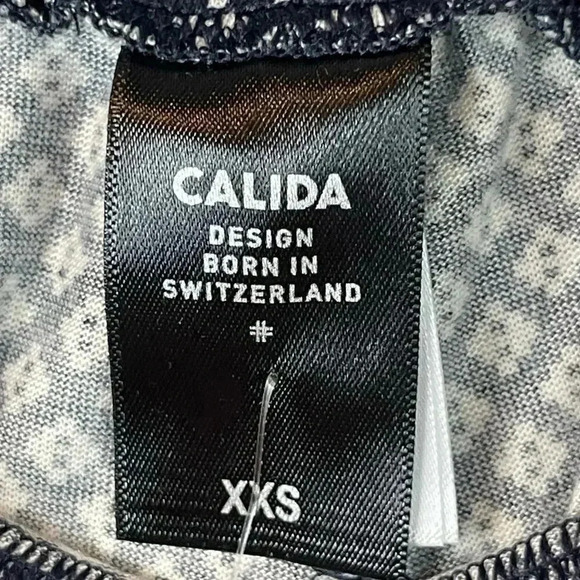 CALIDA
DESIGN
BORN IN
SWITZERLAND
#
XXS